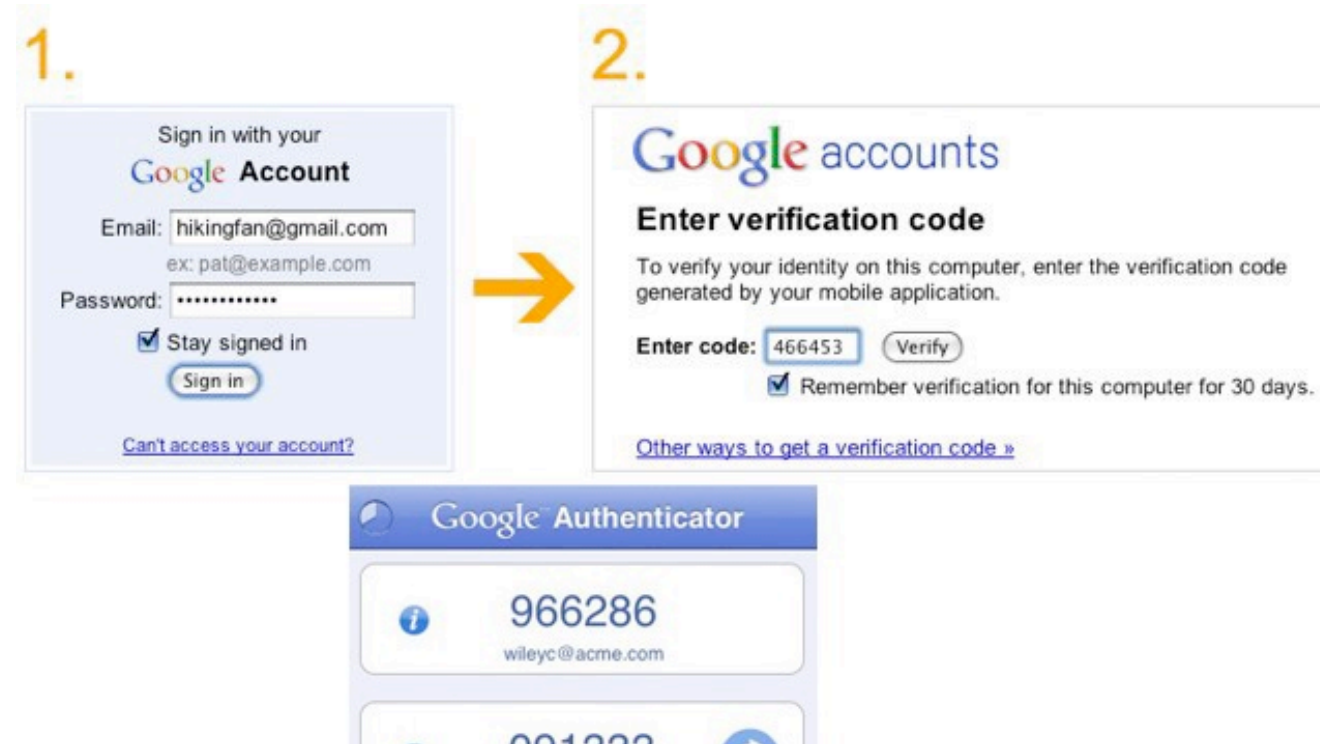 1.
Sign in with your
Google Account
Email: hikingfan@gmail.com
ex: pat@example.com
Password: ••••••••••••
Stay signed in
Sign in
Can't access your account?
2.
Google accounts
Enter verification code
To verify your identity on this computer, enter the verification code
generated by your mobile application.
Enter code: 466453 Verify
Remember verification for this computer for 30 days.
Other ways to get a verification code »
Google™ Authenticator
966286
wileyc@acme.com